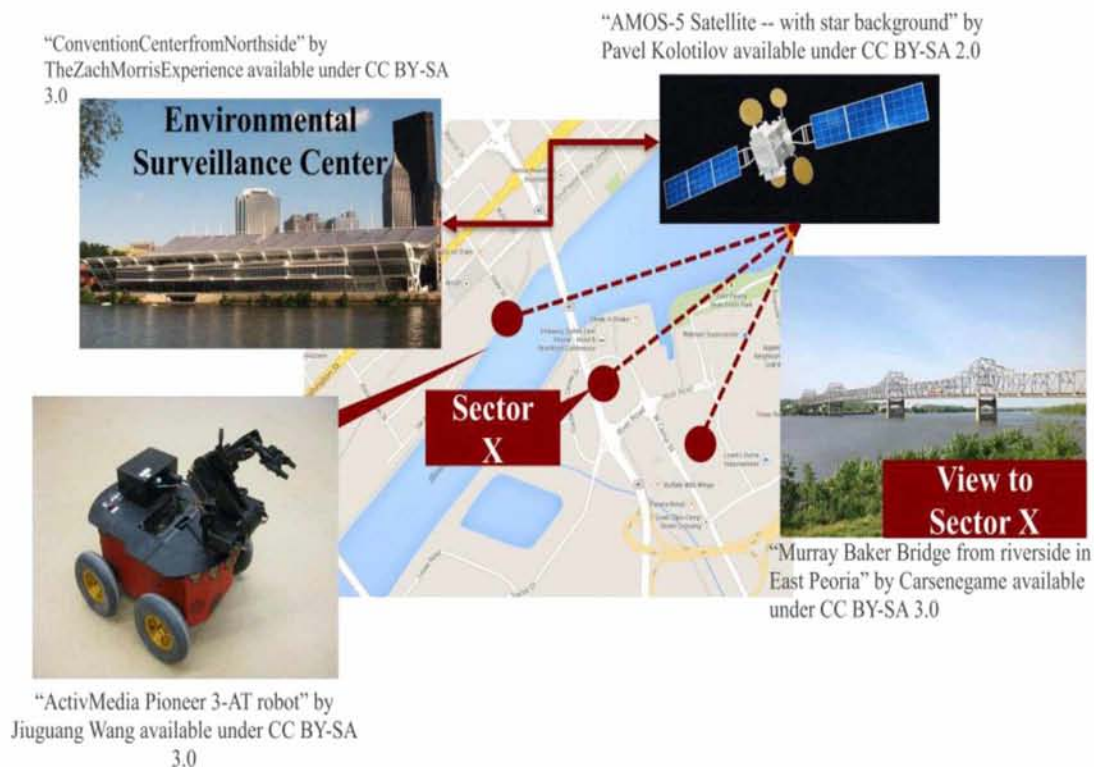 “ConventionCenterfromNorthside” by
TheZachMorrisExperience available under CC BY-SA
3.0
“AMOS-5 Satellite -- with star background” by
Pavel Kolotilov available under CC BY-SA 2.0
Environmental
Surveillance Center
Sector
X
View to
Sector X
“Murray Baker Bridge from riverside in
East Peoria” by Carsenegame available
under CC BY-SA 3.0
“ActivMedia Pioneer 3-AT robot” by
Jiuguang Wang available under CC BY-SA
3.0